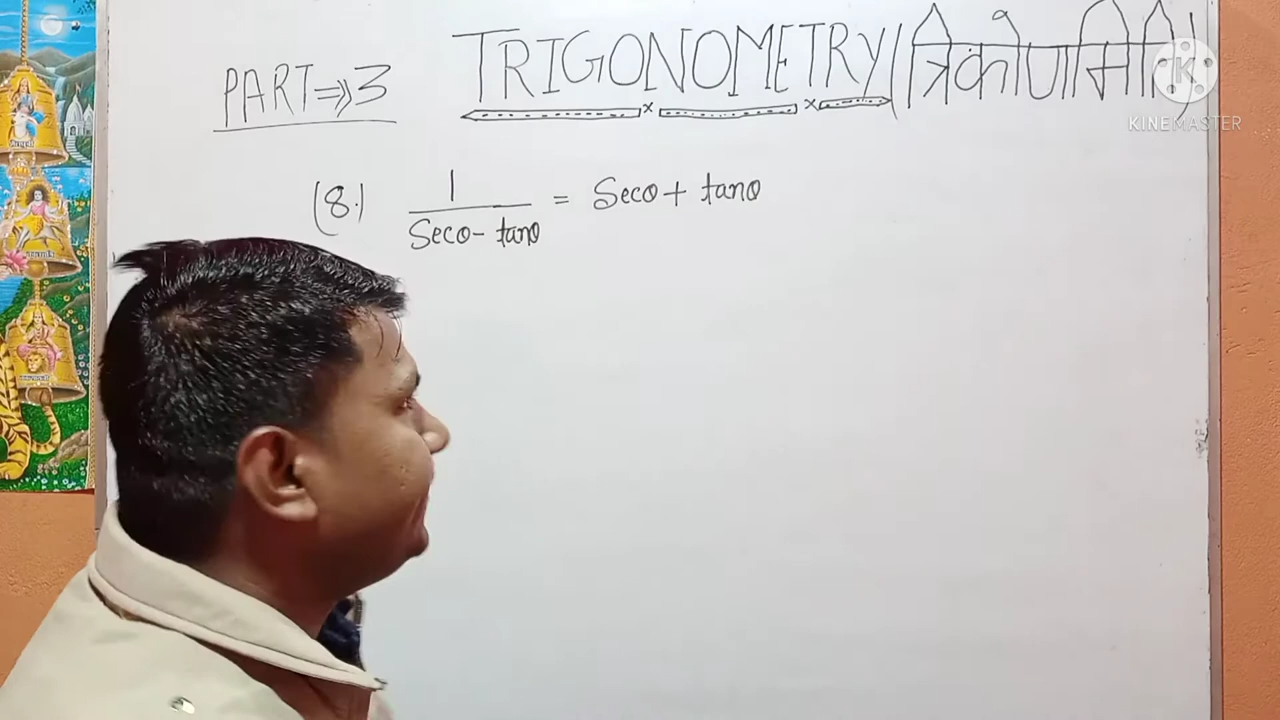 TRIGONOMETRY (त्रिकोणमिति)
PART ⇒ 3
KINEMASTER
(8.) 1 / Secθ - tanθ = Secθ + tanθ